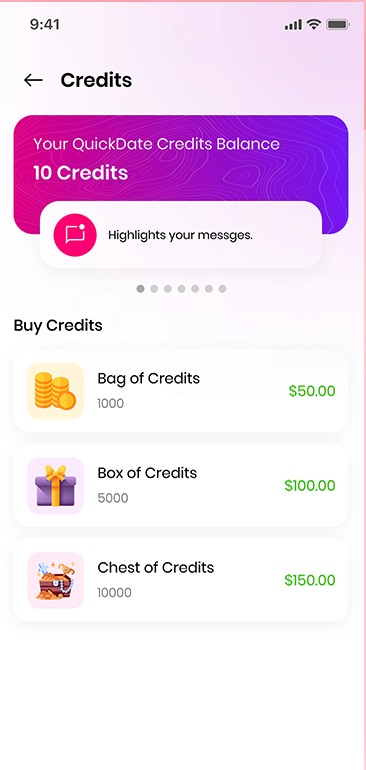 9:41
Credits
Your QuickDate Credits Balance
10 Credits
Highlights your messges.
Buy Credits
Bag of Credits
$50.00
1000
Box of Credits
$100.00
5000
Chest of Credits
$150.00
10000